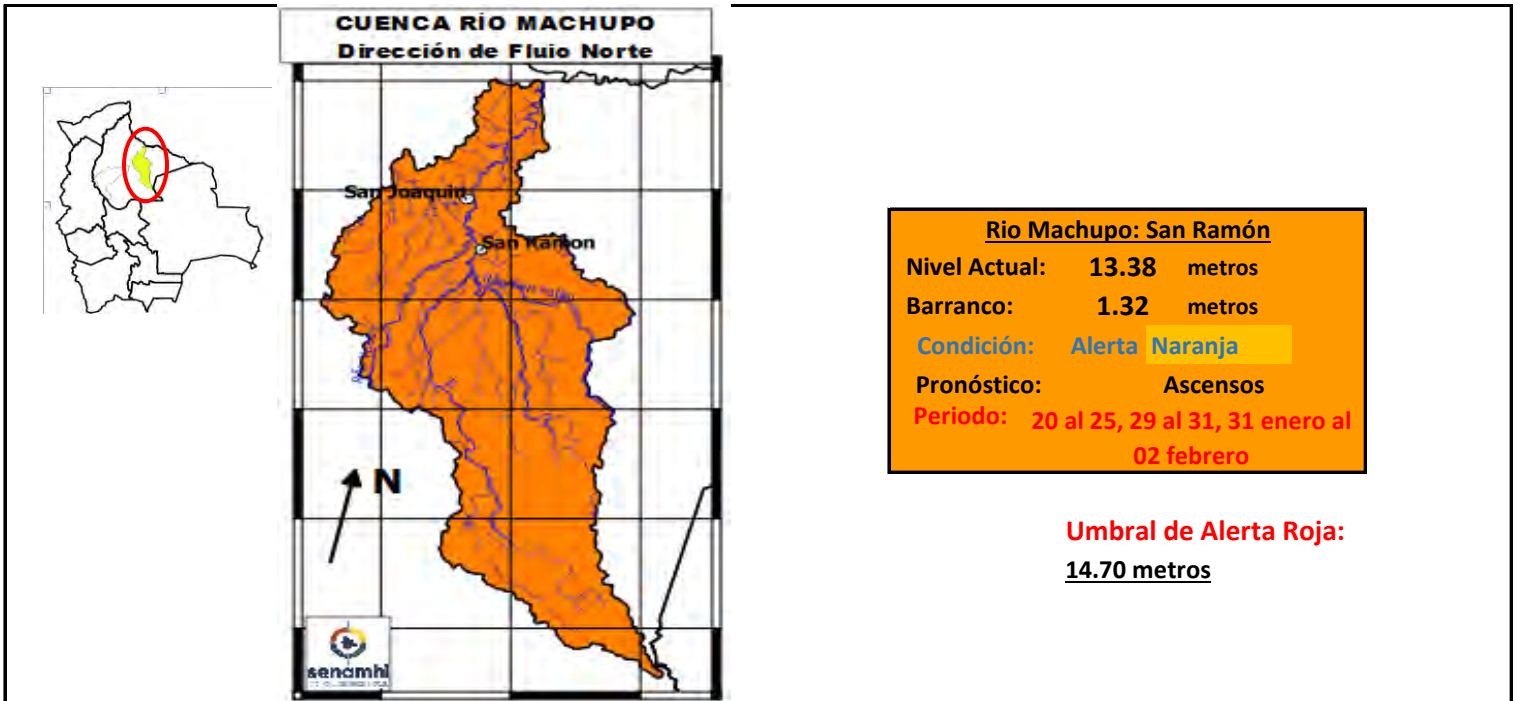 CUENCA RÍO MACHUPO
Dirección de Flujo Norte
San Joaquin
San Ramon
N
senamhi
Rio Machupo: San Ramón
Nivel Actual: 13.38 metros
Barranco: 1.32 metros
Condición: Alerta Naranja
Pronóstico: Ascensos
Periodo: 20 al 25, 29 al 31, 31 enero al
02 febrero
Umbral de Alerta Roja:
14.70 metros